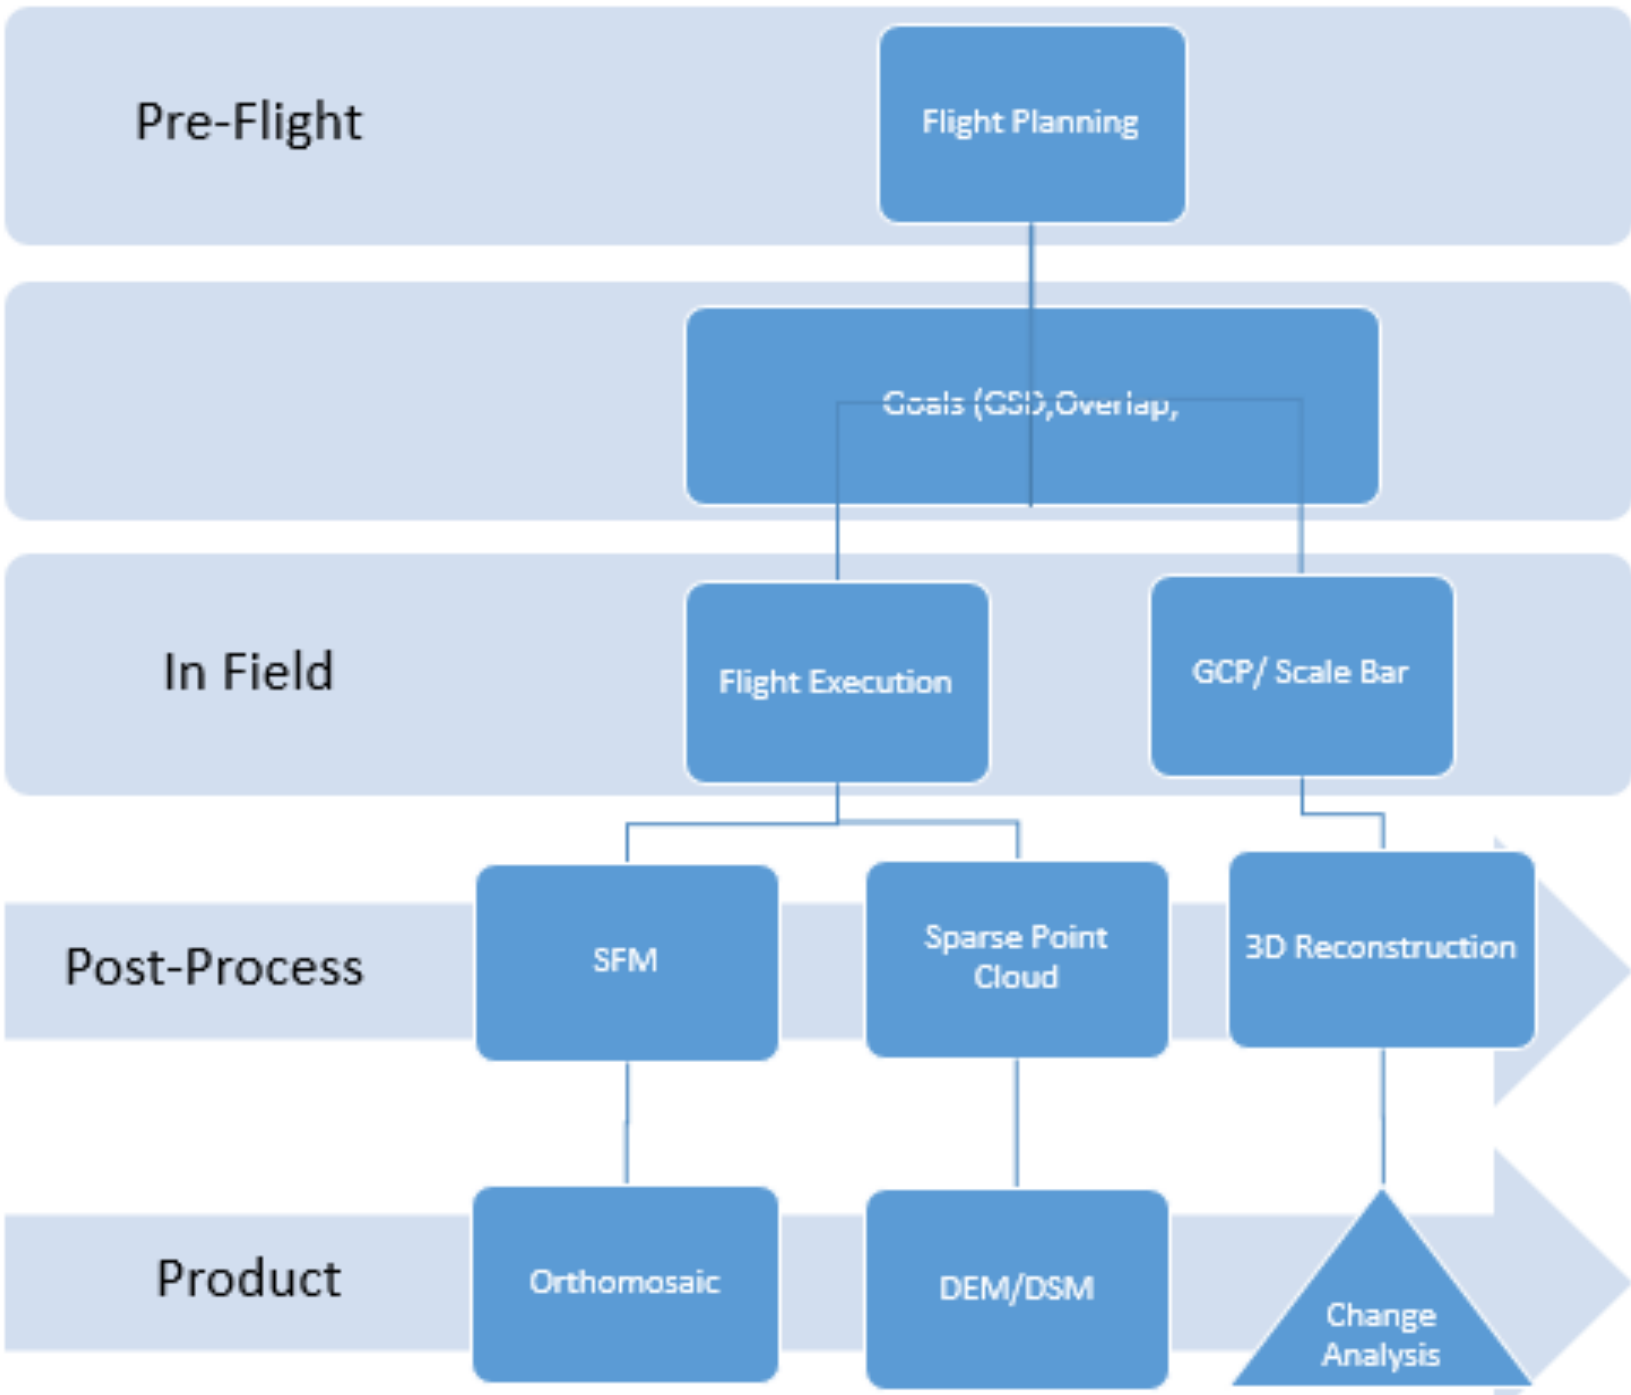 Pre-Flight
Flight Planning
Goals (GSD,Overlap,
In Field
Flight Execution
GCP/ Scale Bar
Post-Process
SFM
Sparse Point
Cloud
3D Reconstruction
Product
Orthomosaic
DEM/DSM
Change
Analysis